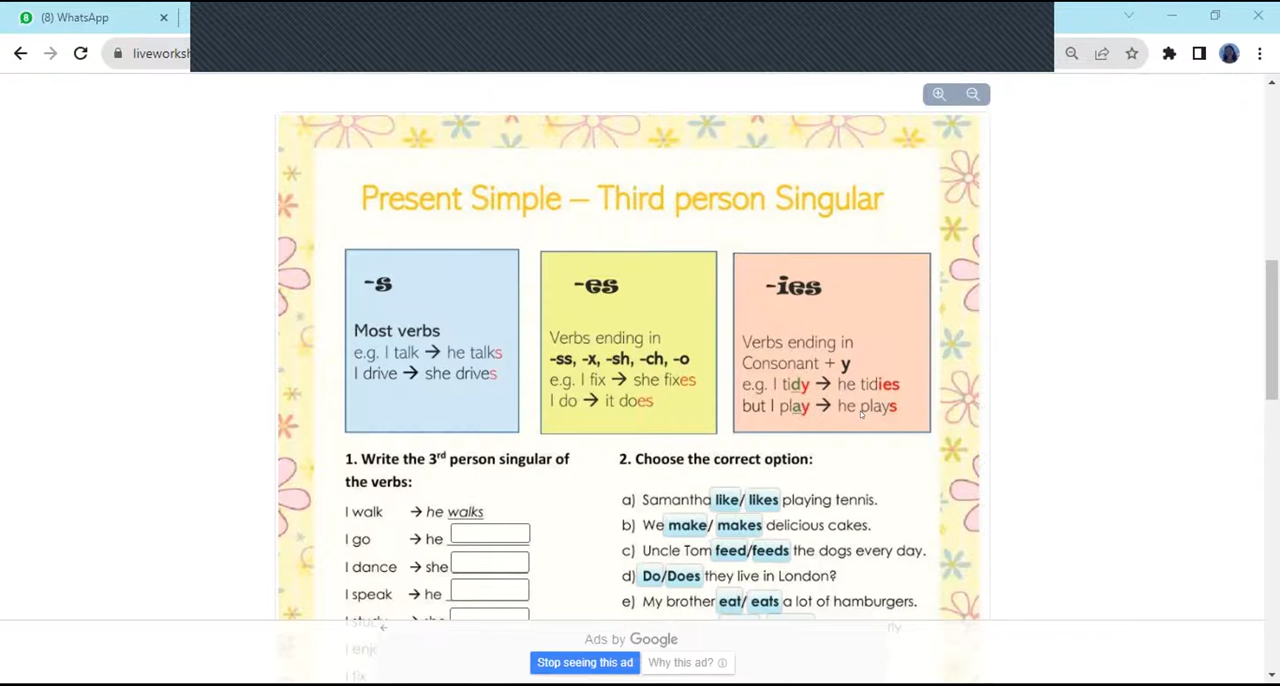 (8) WhatsApp
liveworksh
Present Simple – Third person Singular
-s
Most verbs
e.g. I talk → he talks
I drive → she drives
-es
Verbs ending in
-ss, -x, -sh, -ch, -o
e.g. I fix → she fixes
I do → it does
-ies
Verbs ending in
Consonant + y
e.g. I tidy → he tidies
but I play → he plays
1. Write the 3rd person singular of
the verbs:
I walk → he walks
I go → he
I dance → she
I speak → he
I study → she
I enj
I fix
2. Choose the correct option:
a) Samantha like/ likes playing tennis.
b) We make/ makes delicious cakes.
c) Uncle Tom feed/feeds the dogs every day.
d) Do/Does they live in London?
e) My brother eat/ eats a lot of hamburgers.
Ads by Google
Stop seeing this ad
Why this ad?